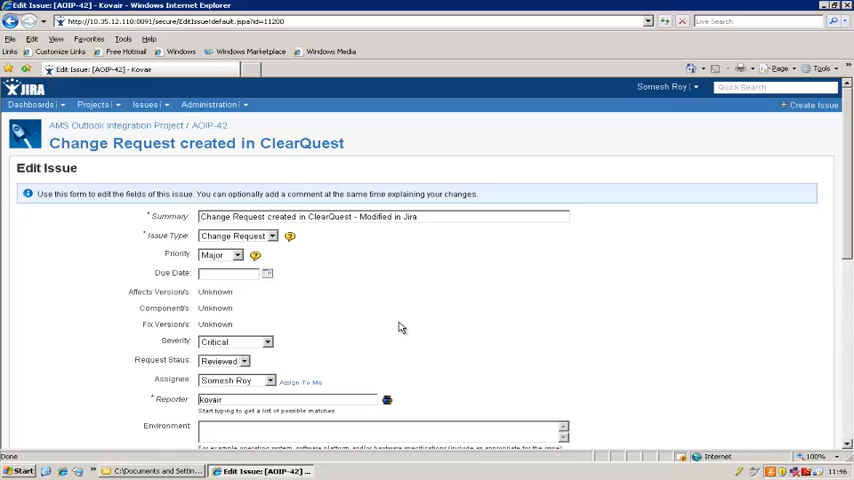 Edit Issue: [AOIP-42] - Kovair - Windows Internet Explorer
http://10.35.12.110:8091/secure/EditIssue!default.jspa?id=11200
Live Search
File Edit View Favorites Tools Help
Links Customize Links Free Hotmail Windows Windows Marketplace Windows Media
Edit Issue: [AOIP-42] - Kovair
Page Tools
JIRA
Somesh Roy
Quick Search
Dashboards Projects Issues Administration
+ Create Issue
AMS Outlook Integration Project / AOIP-42
Change Request created in ClearQuest
Edit Issue
Use this form to edit the fields of this issue. You can optionally add a comment at the same time explaining your changes.
* Summary: Change Request created in ClearQuest - Modified in Jira
* Issue Type: Change Request
Priority: Major
Due Date:
Affects Version/s: Unknown
Component/s: Unknown
Fix Version/s: Unknown
Severity: Critical
Request Staus: Reviewed
Assignee: Somesh Roy Assign To Me
* Reporter: kovair
Start typing to get a list of possible matches.
Environment:
For example operating system, software platform and/or hardware specifications (include as appropriate for the issue).
Done
Internet
100%
Start
C:\Documents and Settin...
Edit Issue: [AOIP-42] ...
11:46